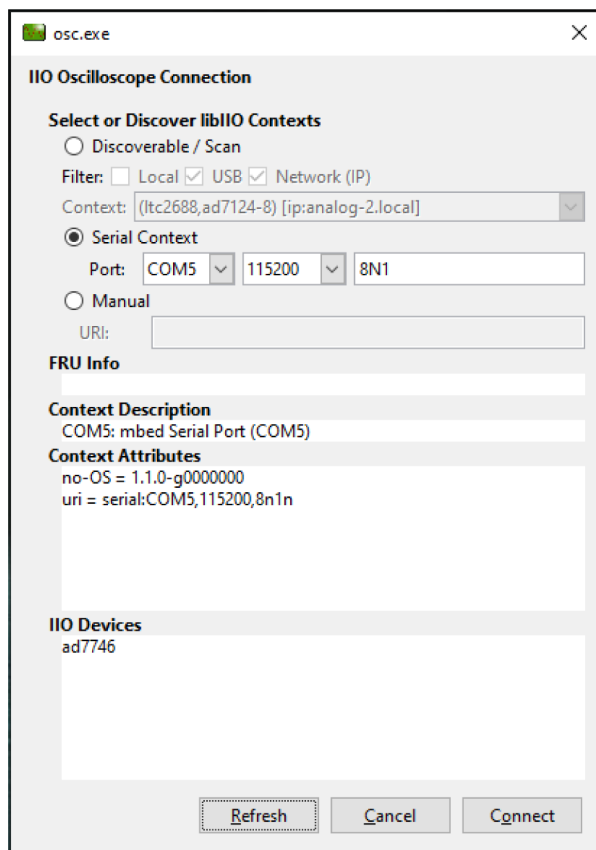 osc.exe
IIO Oscilloscope Connection
Select or Discover libIIO Contexts
Discoverable / Scan
Filter: Local USB Network (IP)
Context: (ltc2688,ad7124-8) [ip:analog-2.local]
Serial Context
Port: COM5 115200 8N1
Manual
URI:
FRU Info
Context Description
COM5: mbed Serial Port (COM5)
Context Attributes
no-OS = 1.1.0-g0000000
uri = serial:COM5,115200,8n1n
IIO Devices
ad7746
Refresh Cancel Connect